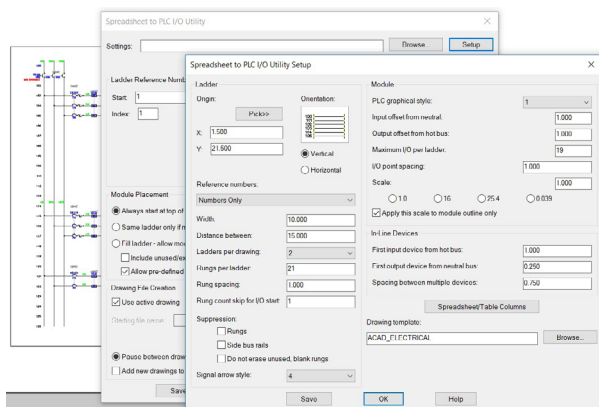 Spreadsheet to PLC I/O Utility
Settings:
Browse
Setup
Ladder Reference Numb
Start: 1
Index: 1
Module Placement
Always start at top of
Same ladder only if n
Fill ladder - allow mod
Include unused/ex
Allow pre-defined
Drawing File Creation
Use active drawing
Starting file name:
Pause between draw
Add new drawings to
Save
Spreadsheet to PLC I/O Utility Setup
Ladder
Origin:
Orientation:
Pick>>
X: 1.500
Y: 21.600
Vertical
Horizontal
Reference numbers:
Numbers Only
Width: 10.000
Distance between: 15.000
Ladders per drawing: 2
Rungs per ladder: 21
Rung spacing: 1.000
Rung count skip for I/O start: 1
Suppression:
Rungs
Side bus rails
Do not erase unused, blank rungs
Signal arrow style: 4
Module
PLC graphical style: 1
Input offset from neutral: 1.000
Output offset from hot bus: 1.000
Maximum I/O per ladder: 19
I/O point spacing: 1.000
Scale: 1.000
1.0
16
25.4
0.039
Apply this scale to module outline only
In-Line Devices
First input device from hot bus: 1.000
First output device from neutral bus: 0.250
Spacing between multiple devices: 0.750
Spreadsheet/Table Columns
Drawing template:
ACAD_ELECTRICAL
Browse...
Save
OK
Help